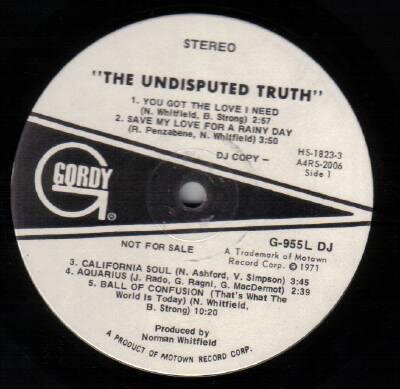 STEREO
"THE UNDISPUTED TRUTH"
1. YOU GOT THE LOVE I NEED
(N. Whitfield, B. Strong) 2:57
2. SAVE MY LOVE FOR A RAINY DAY
(R. Penzabene, N. Whitfield) 3:50
DJ COPY –
HS-1823-3
A4RS-2006
Side 1
GORDY
®
NOT FOR SALE
G-955L DJ
A Trademark of Motown
Record Corp. © 1971
3. CALIFORNIA SOUL (N. Ashford, V. Simpson) 3:45
4. AQUARIUS (J. Rado, G. Ragni, G. MacDermot) 2:39
5. BALL OF CONFUSION (That's What The
World Is Today) (N. Whitfield,
B. Strong) 10:20
Produced by
Norman Whitfield
A PRODUCT OF MOTOWN RECORD CORP.